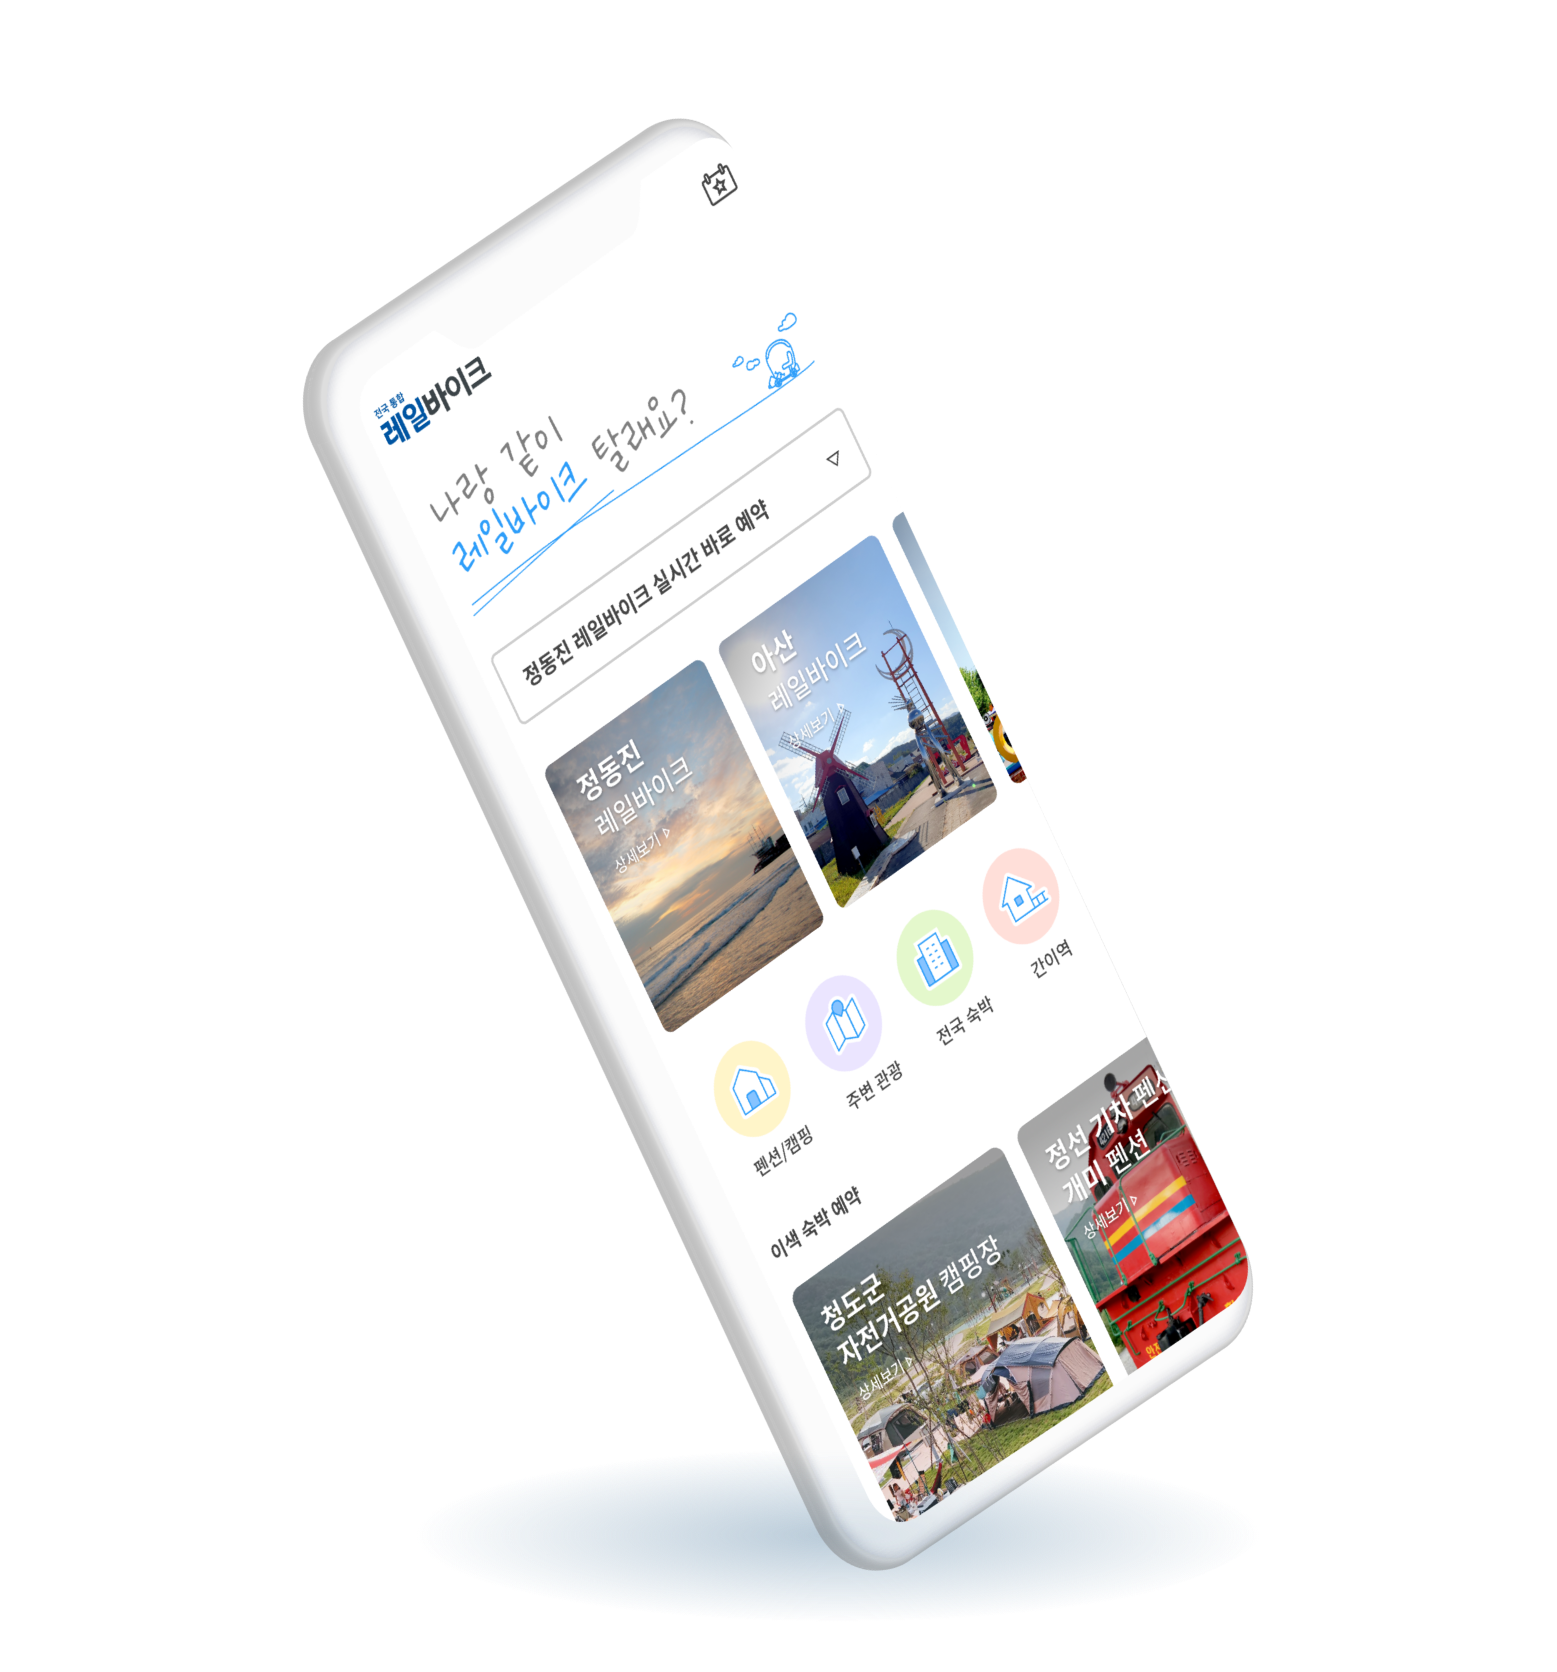 전국 통합
레일바이크
나랑 같이
레일바이크 탈래요?
정동진 레일바이크 실시간 바로 예약
정동진
레일바이크
상세보기
아산
레일바이크
상세보기
펜션/캠핑
주변 관광
전국 숙박
간이역
이색 숙박 예약
청도군
자전거공원 캠핑장
상세보기
정선 기차 펜션
개미 펜션
상세보기